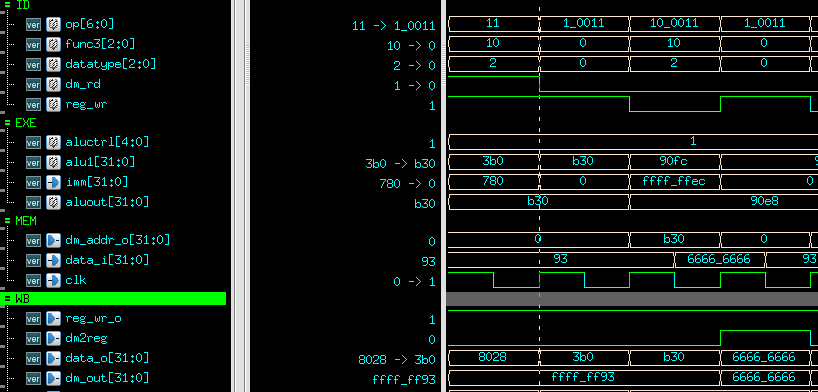 = ID
ver op[6:0] 11 -> 1_0011 11 1_0011 10_0011 1_0011
ver func3[2:0] 10 -> 0 10 0 10 0
ver datatype[2:0] 2 -> 0 2 0 2 0
ver dm_rd 1 -> 0
ver reg_wr 1
= EXE
ver aluctrl[4:0] 1 1
ver alu1[31:0] 3b0 -> b30 3b0 b30 90fc 9
ver imm[31:0] 780 -> 0 780 0 ffff_ffec 0
ver aluout[31:0] b30 b30 90e8
= MEM
ver dm_addr_o[31:0] 0 0 b30 0
ver data_i[31:0] 93 93 6666_6666 93
ver clk 0 -> 1
= WB
ver reg_wr_o 1
ver dm2reg 0
ver data_o[31:0] 8028 -> 3b0 8028 3b0 b30 6666_6666
ver dm_out[31:0] ffff_ff93 ffff_ff93 6666_6666